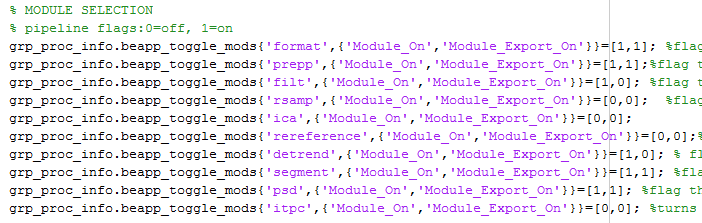 % MODULE SELECTION
% pipeline flags:0=off, 1=on
grp_proc_info.beapp_toggle_mods{'format',{'Module_On','Module_Export_On'}}=[1,1]; %flag
grp_proc_info.beapp_toggle_mods{'prepp',{'Module_On','Module_Export_On'}}=[1,1];%flag t
grp_proc_info.beapp_toggle_mods{'filt',{'Module_On','Module_Export_On'}}=[1,0]; %flag t
grp_proc_info.beapp_toggle_mods{'rsamp',{'Module_On','Module_Export_On'}}=[0,0];  %flag
grp_proc_info.beapp_toggle_mods{'ica',{'Module_On','Module_Export_On'}}=[0,0];
grp_proc_info.beapp_toggle_mods{'rereference',{'Module_On','Module_Export_On'}}=[0,0];%
grp_proc_info.beapp_toggle_mods{'detrend',{'Module_On','Module_Export_On'}}=[1,0]; % fl
grp_proc_info.beapp_toggle_mods{'segment',{'Module_On','Module_Export_On'}}=[1,1]; %fla
grp_proc_info.beapp_toggle_mods{'psd',{'Module_On','Module_Export_On'}}=[1,1]; %flag th
grp_proc_info.beapp_toggle_mods{'itpc',{'Module_On','Module_Export_On'}}=[0,0]; %turns